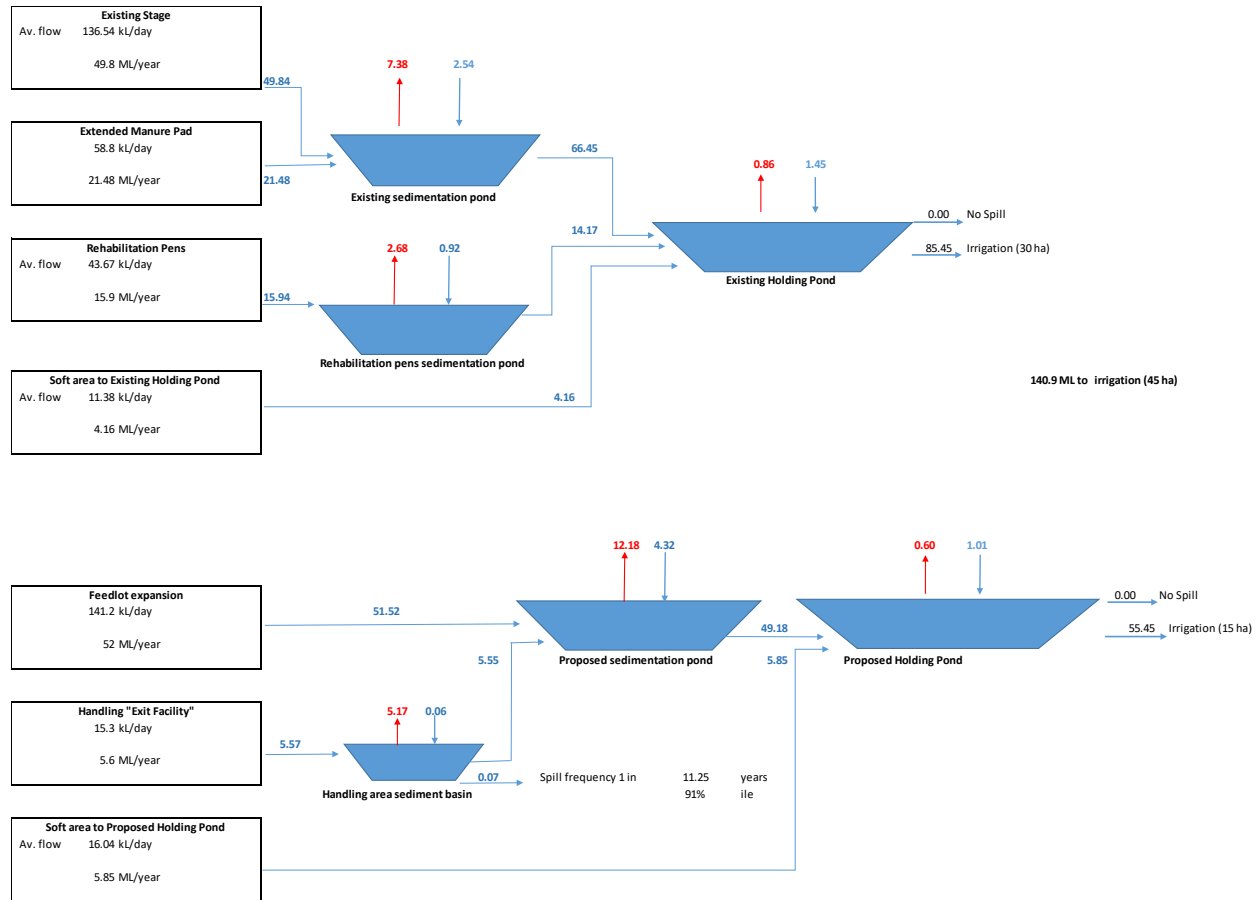 Existing Stage
Av. flow 136.54 kL/day
49.8 ML/year
49.84
7.38 2.54
Extended Manure Pad
58.8 kL/day
21.48 ML/year
21.48
66.45
Existing sedimentation pond
0.86 1.45
0.00 No Spill
85.45 Irrigation (30 ha)
Existing Holding Pond
14.17
Rehabilitation Pens
Av. flow 43.67 kL/day
15.9 ML/year
15.94
2.68 0.92
Rehabilitation pens sedimentation pond
Soft area to Existing Holding Pond
Av. flow 11.38 kL/day
4.16 ML/year
4.16
140.9 ML to irrigation (45 ha)
12.18 4.32
0.60 1.01
Feedlot expansion
141.2 kL/day
52 ML/year
51.52
0.00 No Spill
49.18
55.45 Irrigation (15 ha)
5.55
Proposed sedimentation pond
5.85
Proposed Holding Pond
Handling "Exit Facility"
15.3 kL/day
5.6 ML/year
5.57
5.17 0.06
0.07
Spill frequency 1 in 11.25 years
91% ile
Handling area sediment basin
Soft area to Proposed Holding Pond
Av. flow 16.04 kL/day
5.85 ML/year